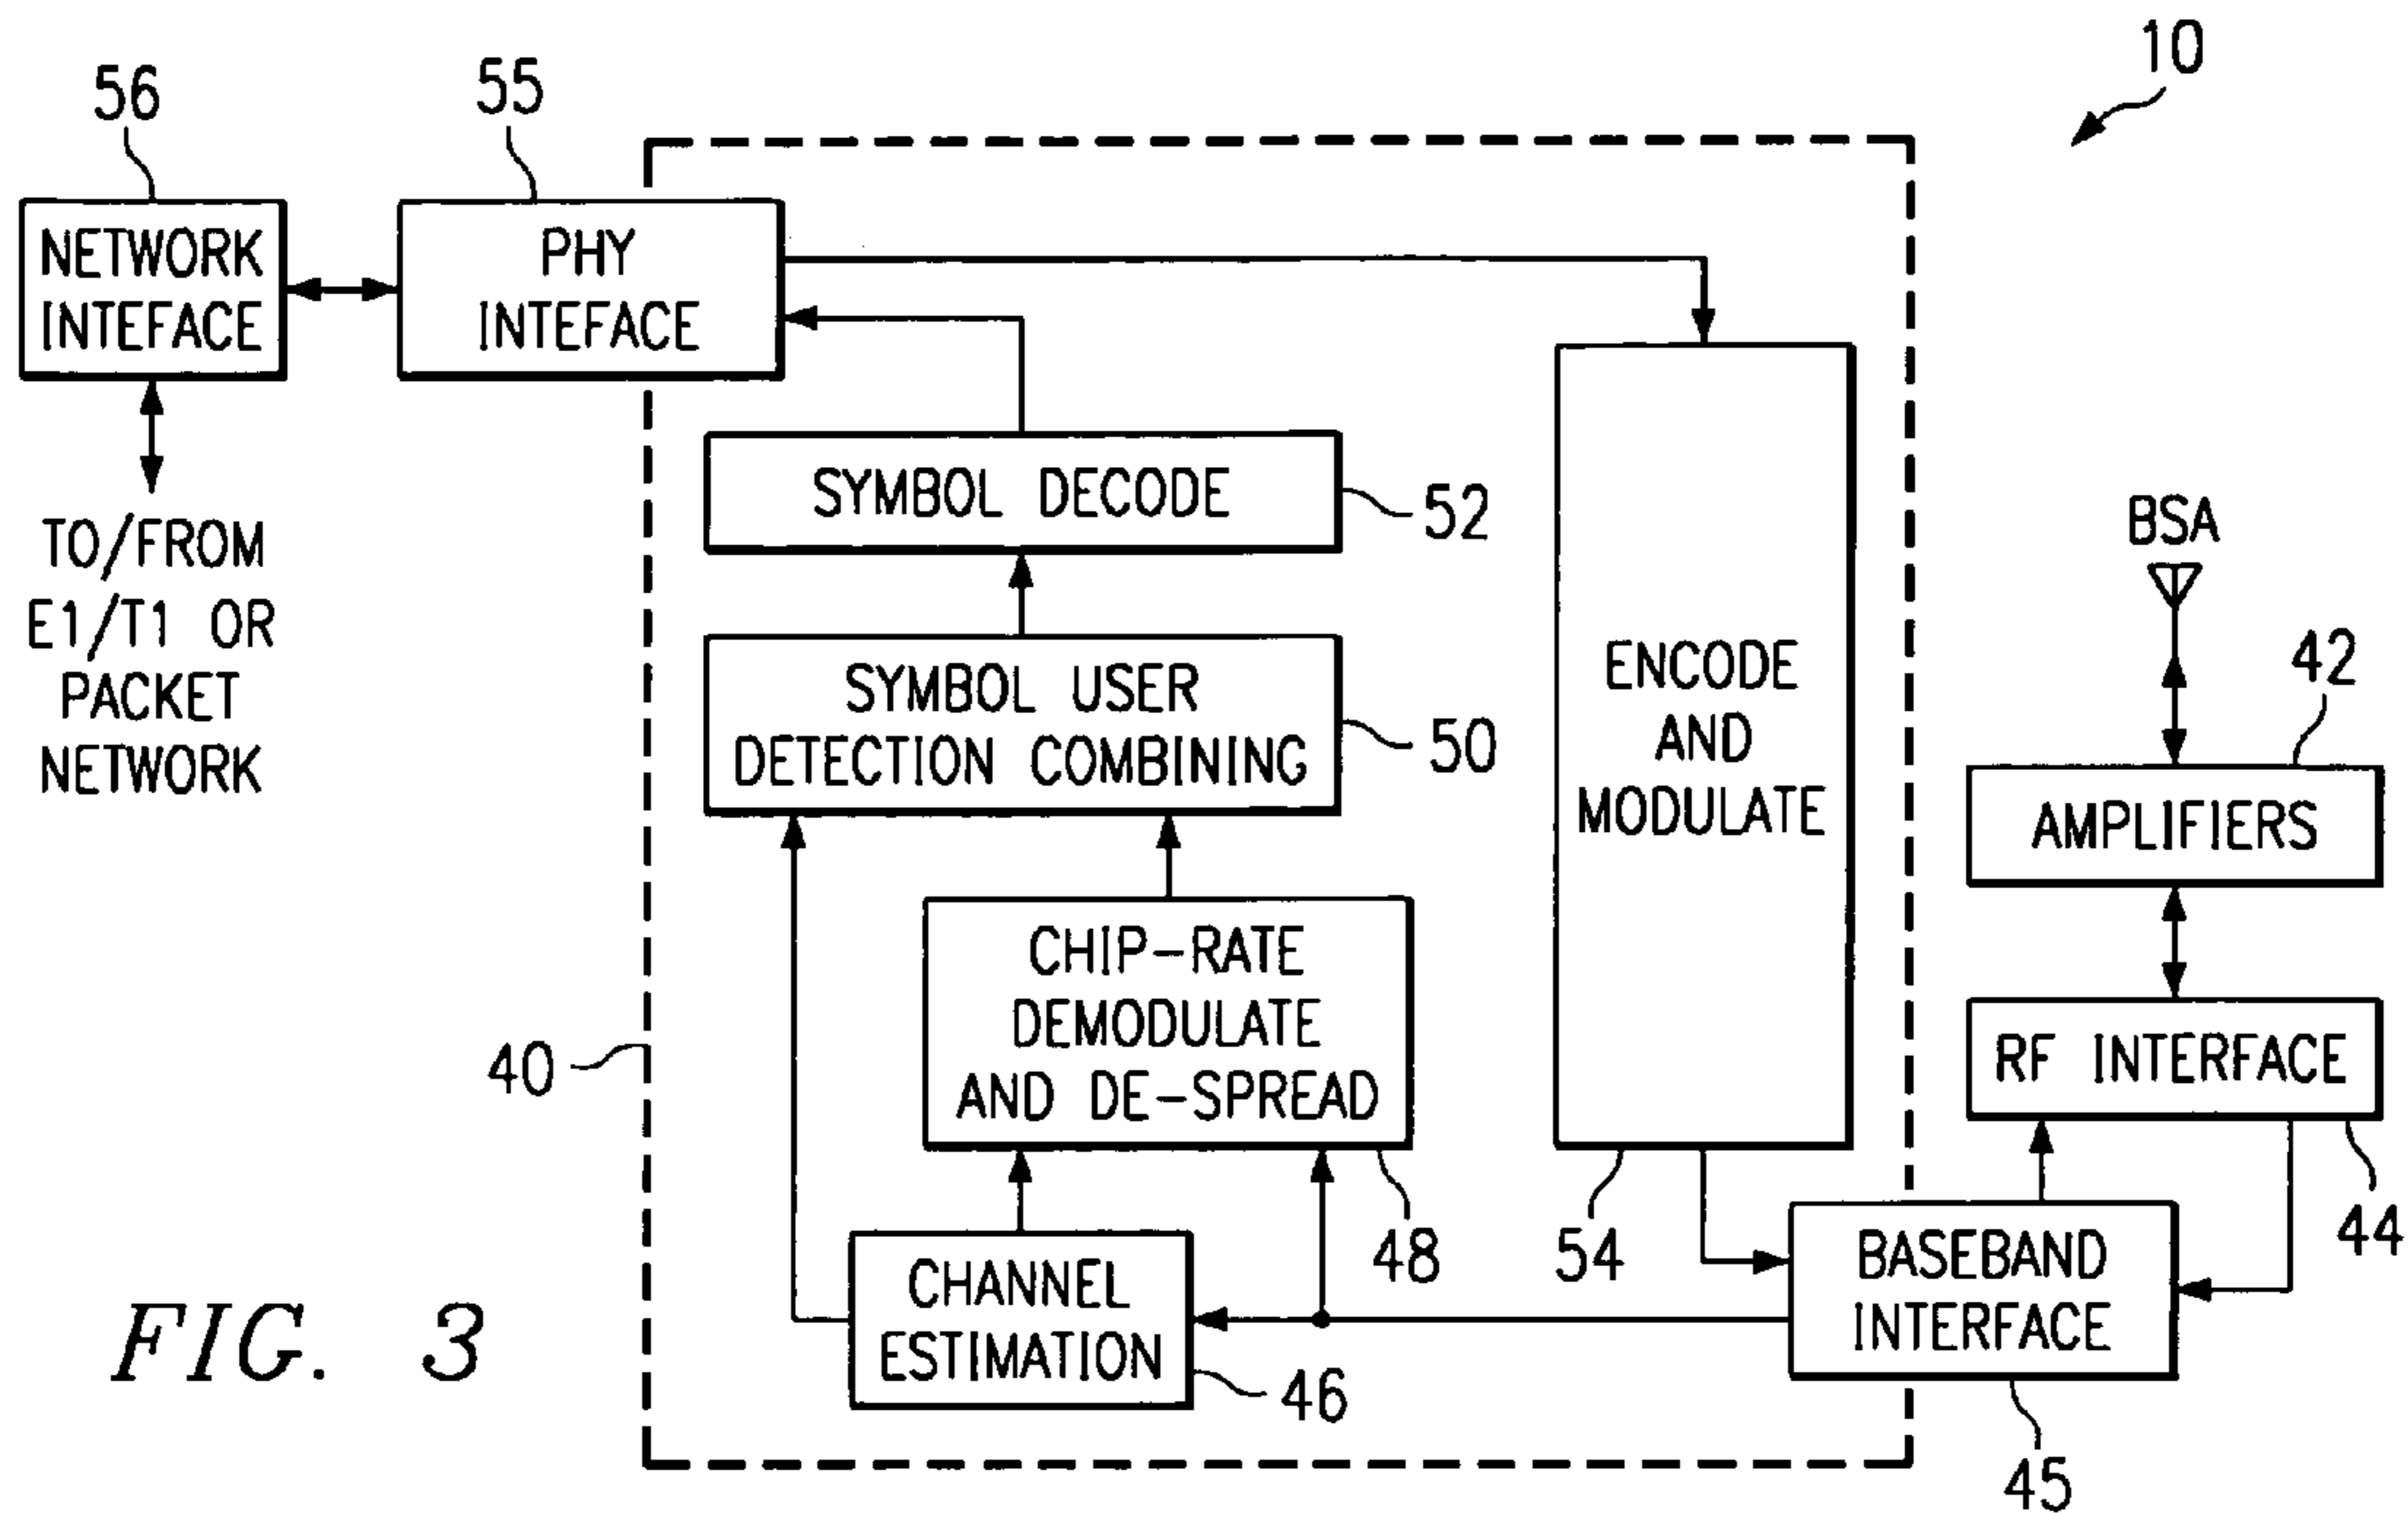 10
56
55
NETWORK
INTEFACE
PHY
INTEFACE
TO/FROM
E1/T1 OR
PACKET
NETWORK
SYMBOL DECODE
52
SYMBOL USER
DETECTION COMBINING
50
ENCODE
AND
MODULATE
BSA
42
AMPLIFIERS
CHIP-RATE
DEMODULATE
AND DE-SPREAD
40
RF INTERFACE
48
54
44
CHANNEL
ESTIMATION
46
BASEBAND
INTERFACE
45
FIG. 3